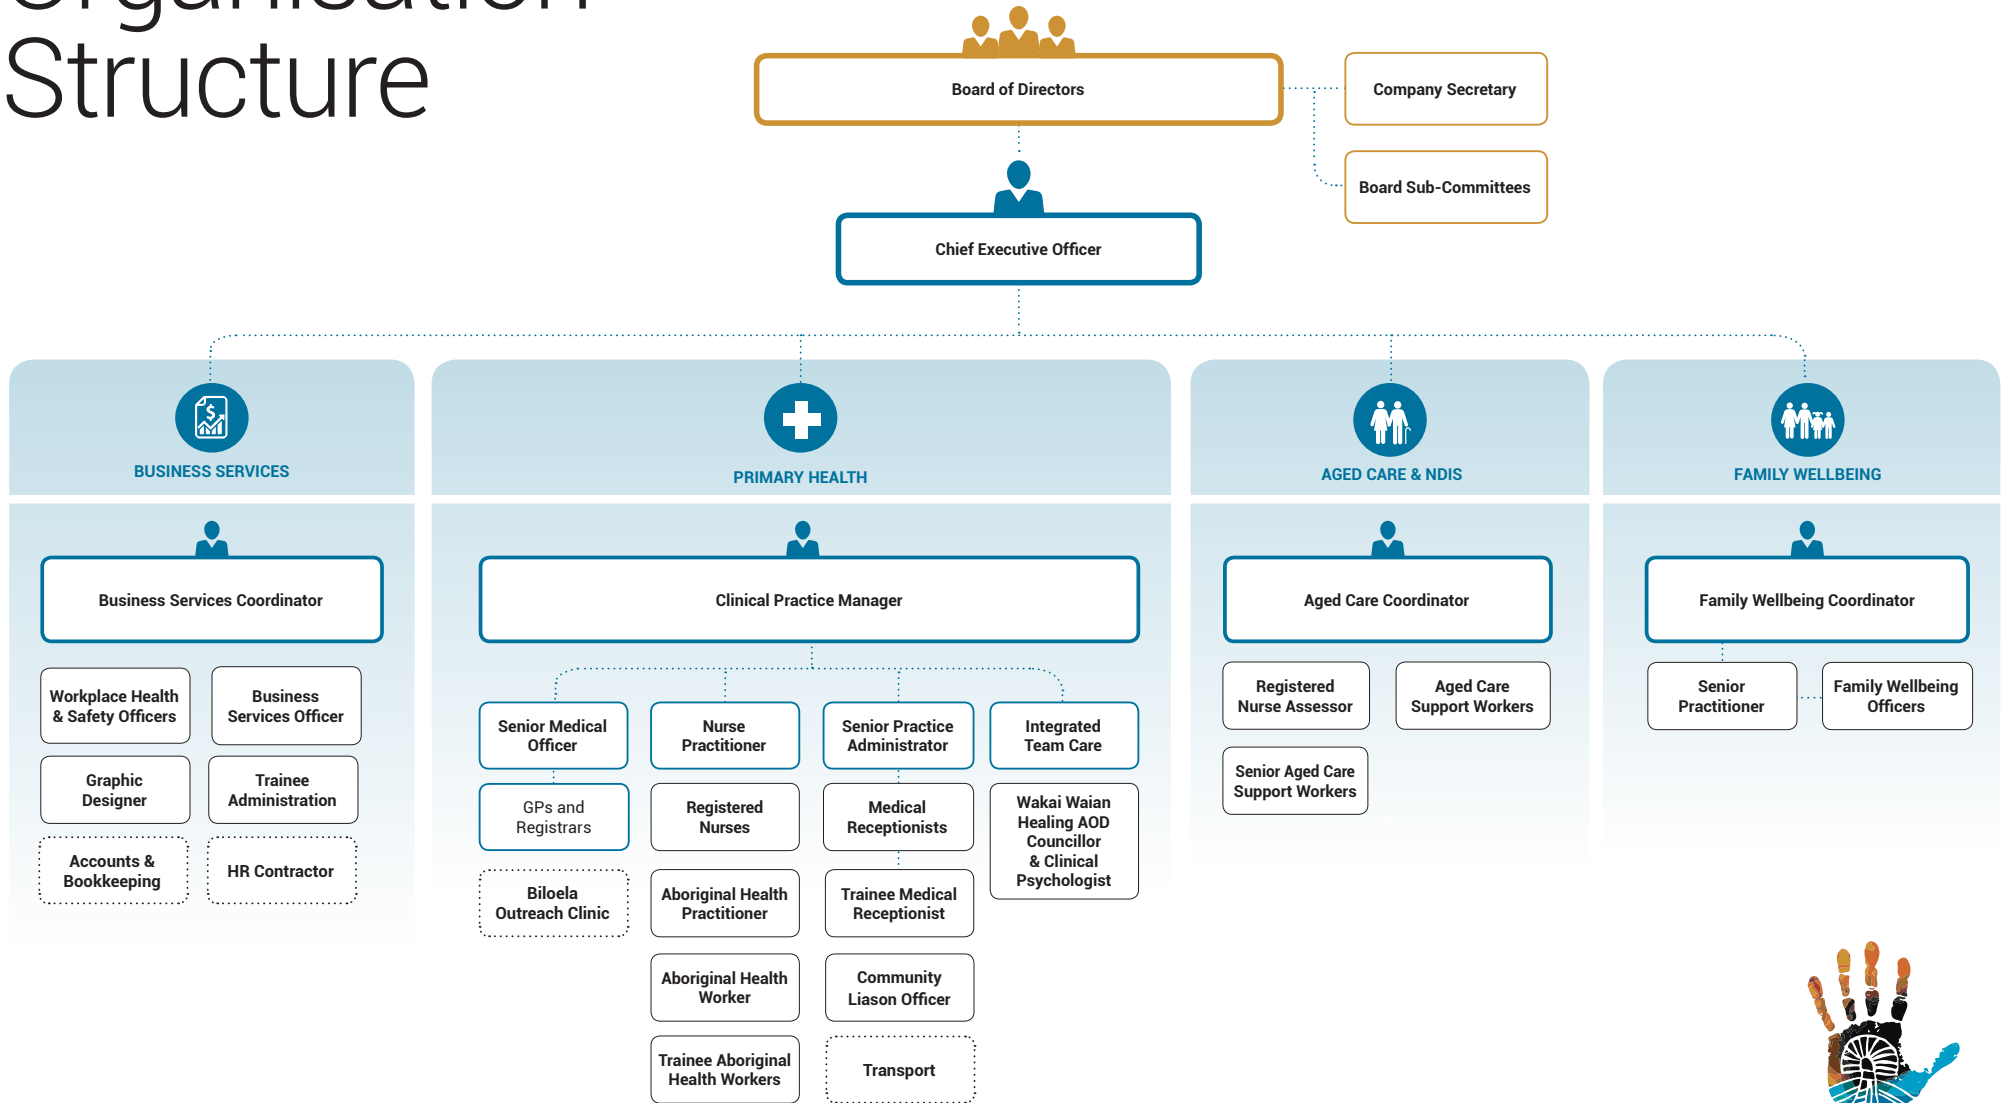 Organisation
Structure
Board of Directors
Company Secretary
Board Sub-Committees
Chief Executive Officer
BUSINESS SERVICES
PRIMARY HEALTH
AGED CARE & NDIS
FAMILY WELLBEING
Business Services Coordinator
Clinical Practice Manager
Aged Care Coordinator
Family Wellbeing Coordinator
Workplace Health
& Safety Officers
Business
Services Officer
Graphic
Designer
Trainee
Administration
Accounts &
Bookkeeping
HR Contractor
Senior Medical
Officer
GPs and
Registrars
Biloela
Outreach Clinic
Nurse
Practitioner
Registered
Nurses
Aboriginal Health
Practitioner
Aboriginal Health
Worker
Trainee Aboriginal
Health Workers
Senior Practice
Administrator
Medical
Receptionists
Trainee Medical
Receptionist
Community
Liason Officer
Transport
Integrated
Team Care
Wakai Waian
Healing AOD
Councillor
& Clinical
Psychologist
Registered
Nurse Assessor
Aged Care
Support Workers
Senior Aged Care
Support Workers
Senior
Practitioner
Family Wellbeing
Officers